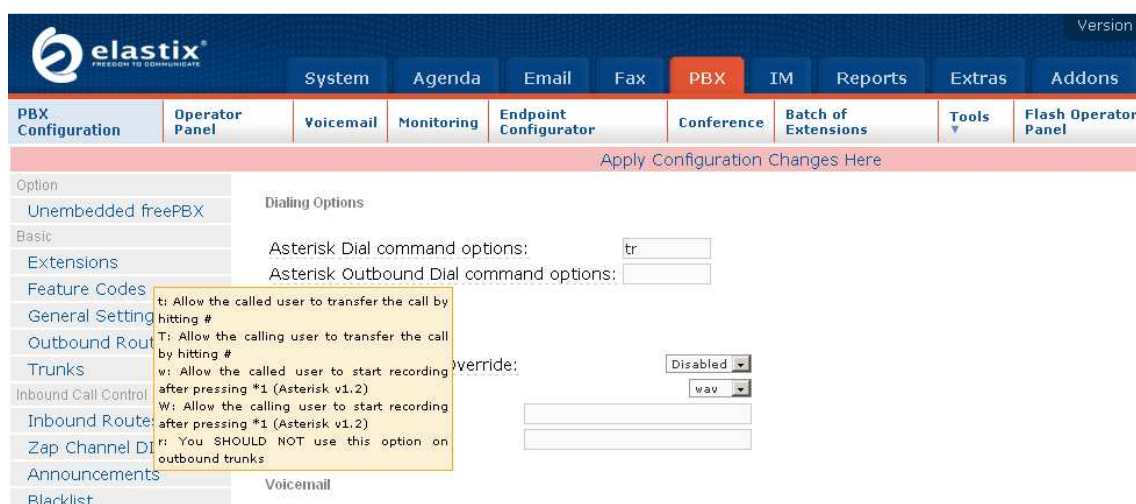 Version
elastix
FREEDOM TO COMMUNICATE
System Agenda Email Fax PBX IM Reports Extras Addons
PBX Configuration
Operator Panel
Voicemail
Monitoring
Endpoint Configurator
Conference
Batch of Extensions
Tools
Flash Operator Panel
Apply Configuration Changes Here
Option
Unembedded freePBX
Basic
Extensions
Feature Codes
General Setting
Outbound Rout
Trunks
Inbound Call Control
Inbound Routes
Zap Channel DI
Announcements
Blacklist
Dialing Options
Asterisk Dial command options: tr
Asterisk Outbound Dial command options:
t: Allow the called user to transfer the call by
hitting #
T: Allow the calling user to transfer the call
by hitting #
w: Allow the called user to start recording
after pressing *1 (Asterisk v1.2)
W: Allow the calling user to start recording
after pressing *1 (Asterisk v1.2)
r: You SHOULD NOT use this option on
outbound trunks
verride: Disabled
wav
Voicemail